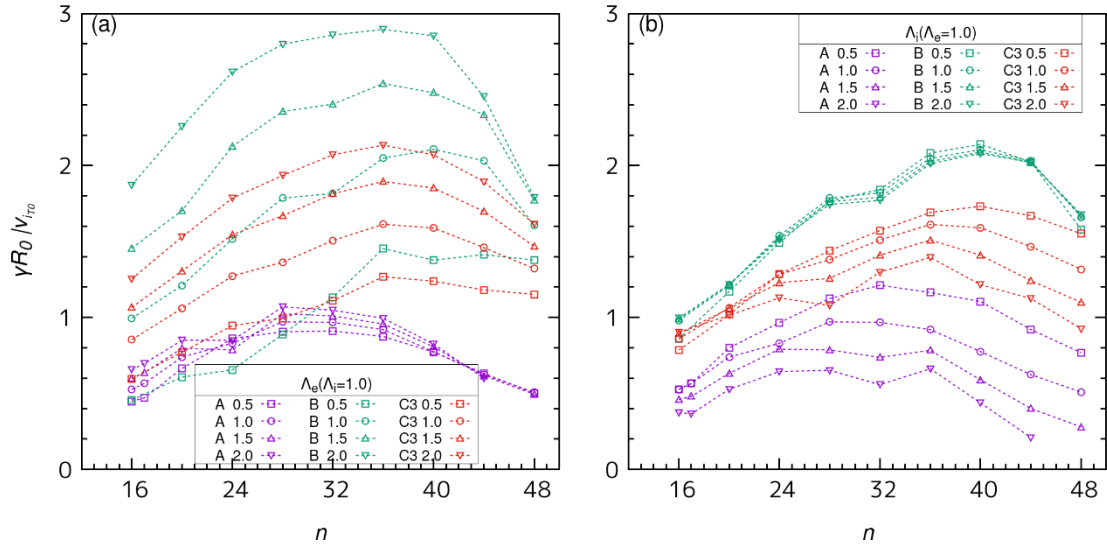 (a)
3
2
1
0
γR0/viT0
Λe(Λi=1.0)
A 0.5 B 0.5 C3 0.5
A 1.0 B 1.0 C3 1.0
A 1.5 B 1.5 C3 1.5
A 2.0 B 2.0 C3 2.0
16 24 32 40 48
n
(b)
3
2
1
0
Λi(Λe=1.0)
A 0.5 B 0.5 C3 0.5
A 1.0 B 1.0 C3 1.0
A 1.5 B 1.5 C3 1.5
A 2.0 B 2.0 C3 2.0
16 24 32 40 48
n